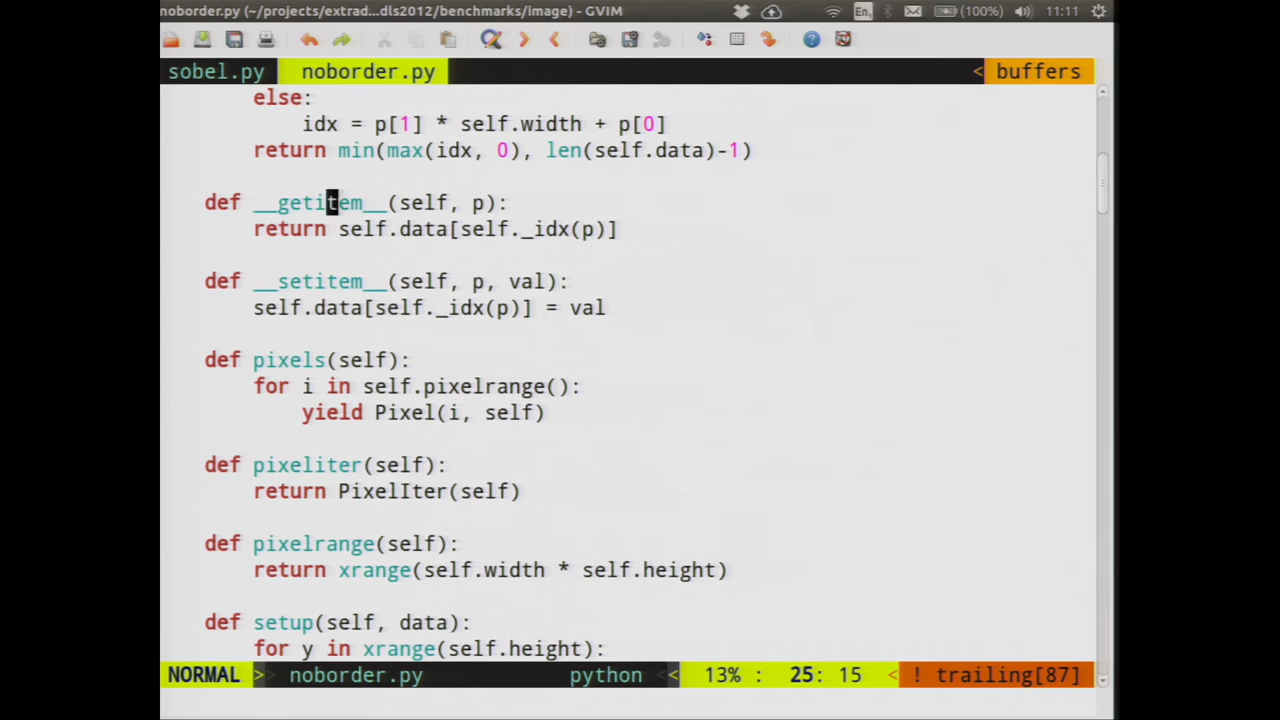 noborder.py (~/projects/extrad...dls2012/benchmarks/image) - GVIM
En
(100%)
11:11
sobel.py
noborder.py
< buffers
else:
idx = p[1] * self.width + p[0]
return min(max(idx, 0), len(self.data)-1)
def __getitem__(self, p):
return self.data[self._idx(p)]
def __setitem__(self, p, val):
self.data[self._idx(p)] = val
def pixels(self):
for i in self.pixelrange():
yield Pixel(i, self)
def pixeliter(self):
return PixelIter(self)
def pixelrange(self):
return xrange(self.width * self.height)
def setup(self, data):
for y in xrange(self.height):
NORMAL > noborder.py python < 13% : 25: 15 < ! trailing[87]